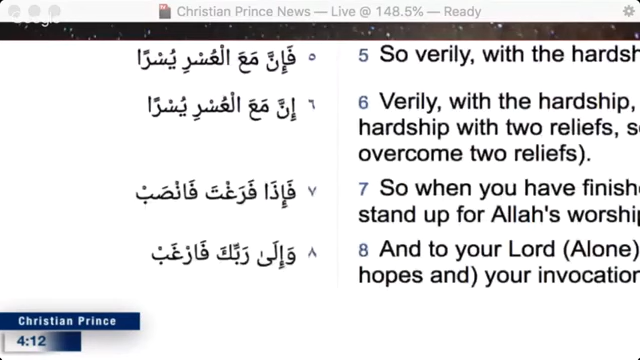 Christian Prince News — Live @ 148.5% — Ready
Google
فَإِنَّ مَعَ الْعُسْرِ يُسْرًا ٥
5 So verily, with the hardsh
إِنَّ مَعَ الْعُسْرِ يُسْرًا ٦
6 Verily, with the hardship,
hardship with two reliefs, s
overcome two reliefs).
فَإِذَا فَرَغْتَ فَانْصَبْ ٧
7 So when you have finish
stand up for Allah's worshi
وَإِلَىٰ رَبِّكَ فَارْغَبْ ٨
8 And to your Lord (Alone)
hopes and) your invocation
Christian Prince
4:12